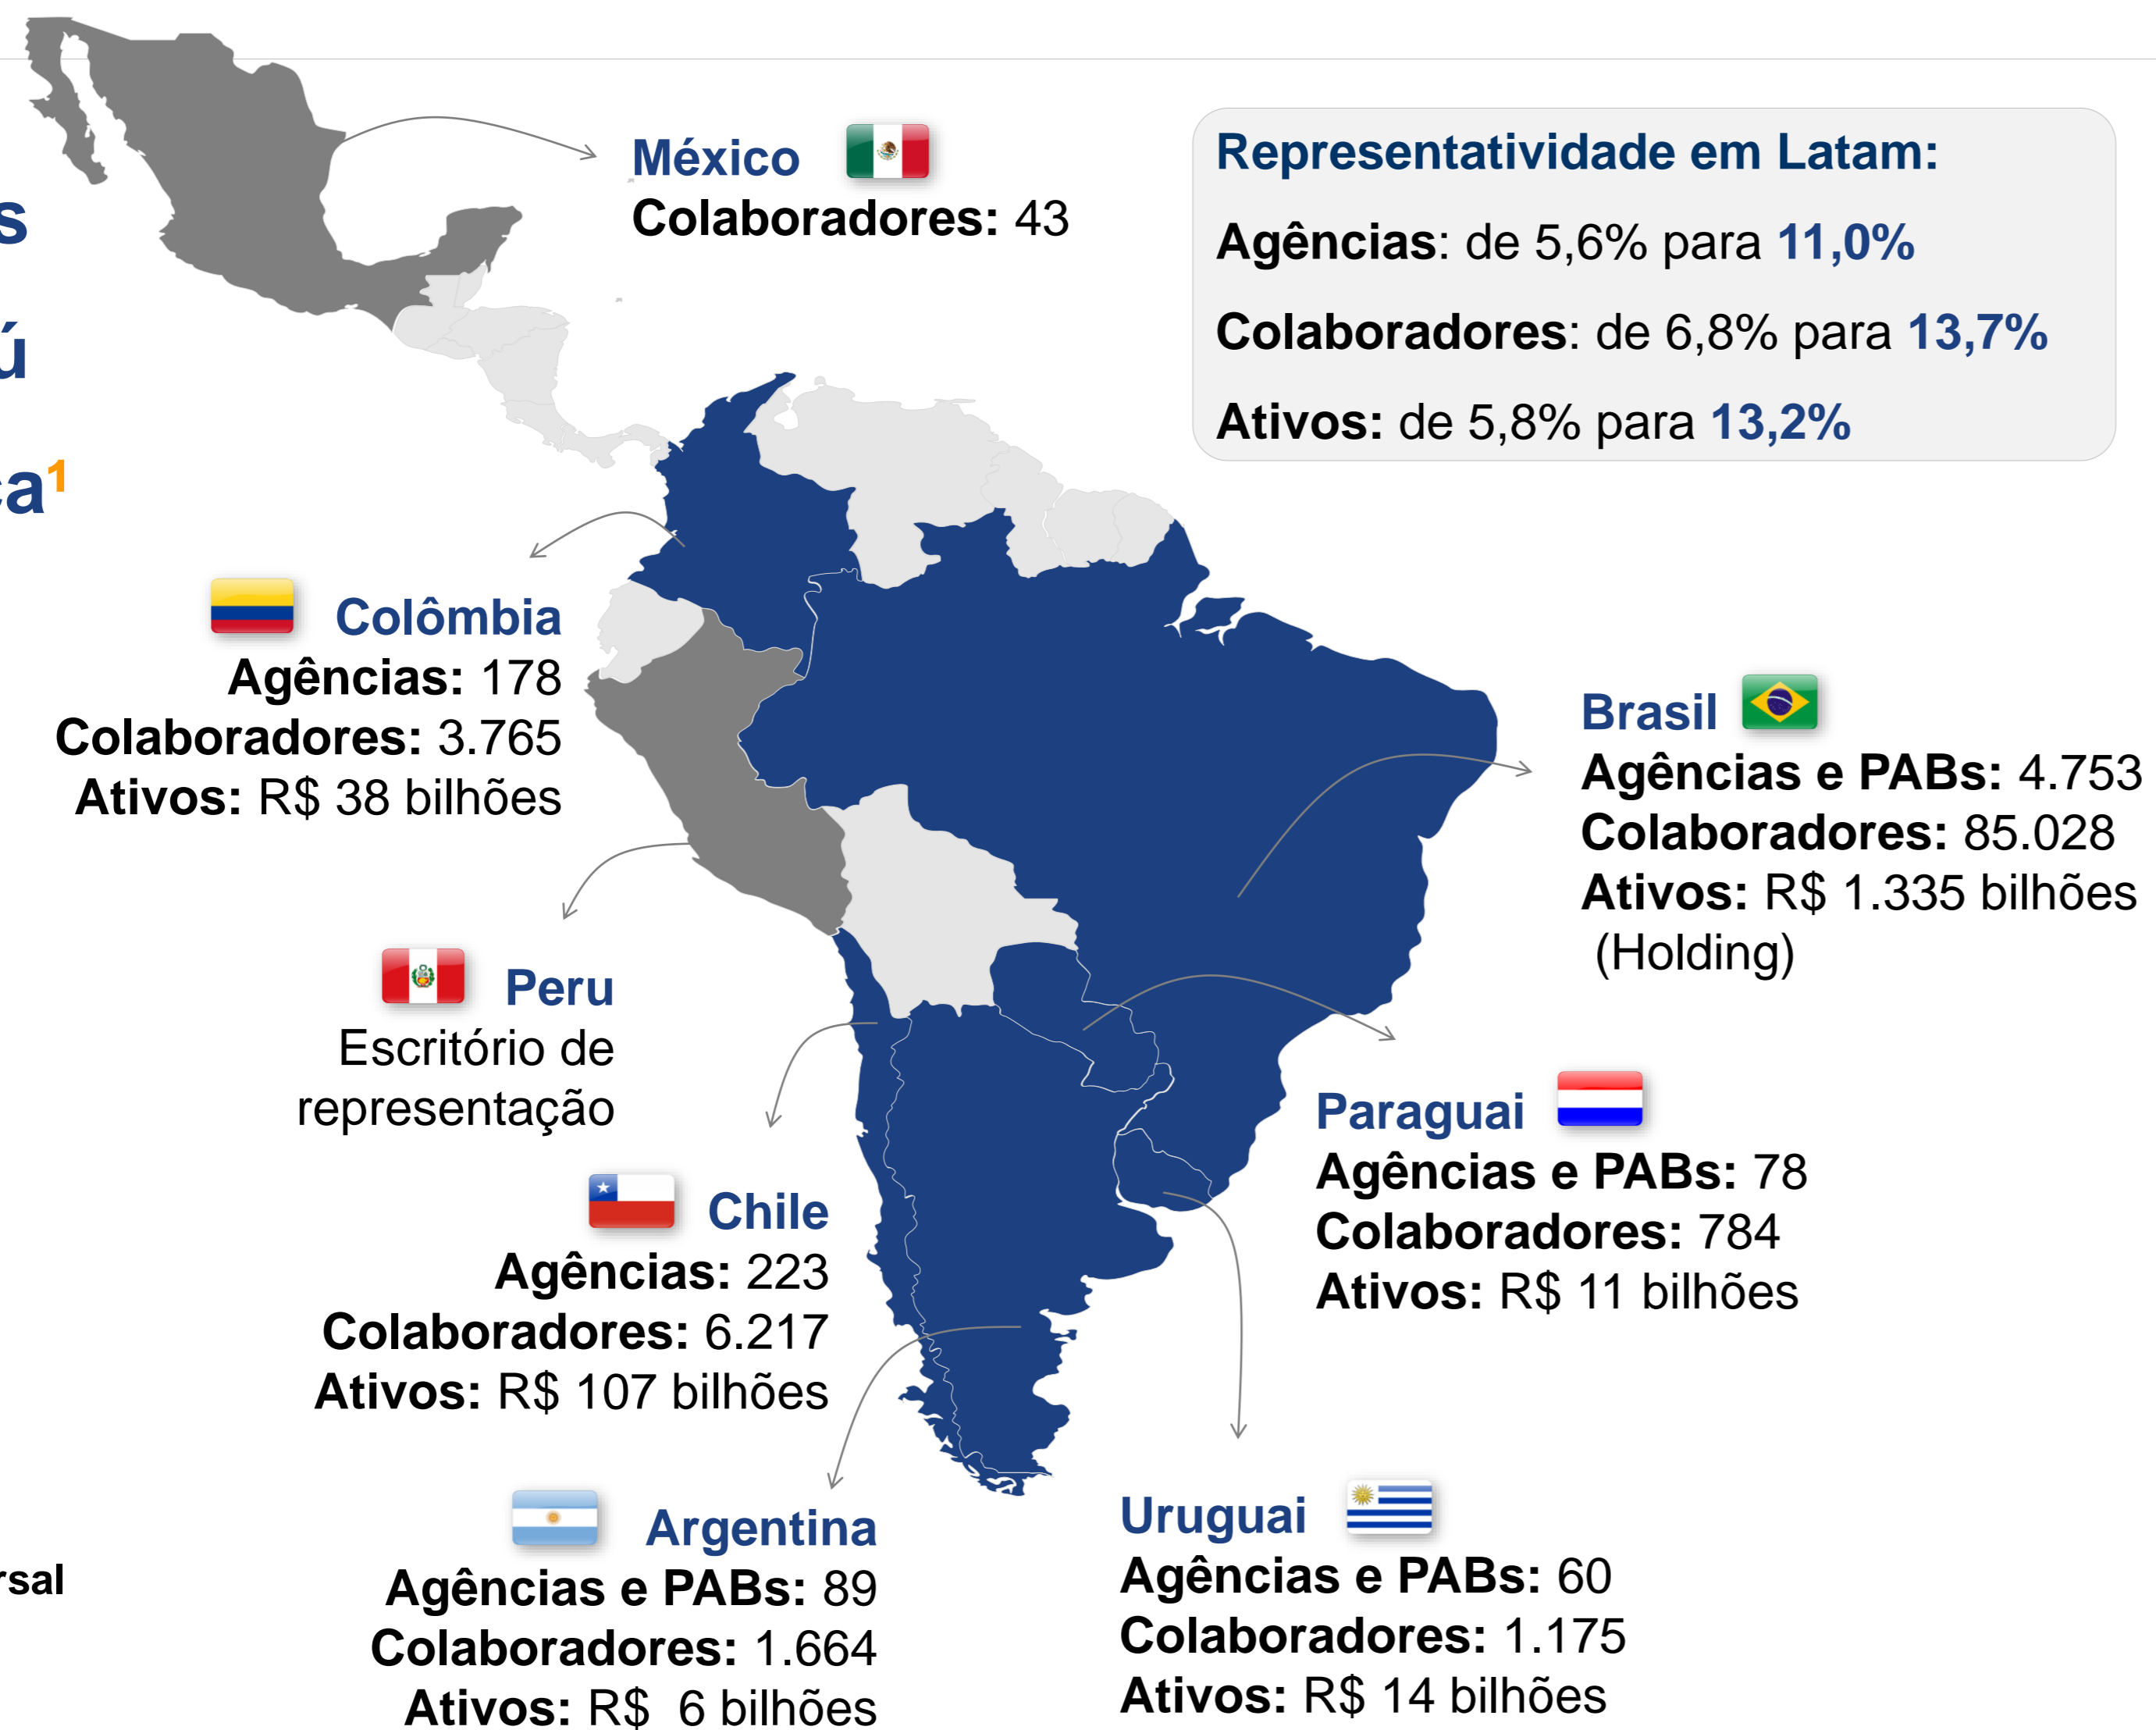 México
Colaboradores: 43
Representatividade em Latam:
Agências: de 5,6% para 11,0%
Colaboradores: de 6,8% para 13,7%
Ativos: de 5,8% para 13,2%
s
ú
ca¹
Colômbia
Agências: 178
Colaboradores: 3.765
Ativos: R$ 38 bilhões
Brasil
Agências e PABs: 4.753
Colaboradores: 85.028
Ativos: R$ 1.335 bilhões
(Holding)
Peru
Escritório de
representação
Paraguai
Agências e PABs: 78
Colaboradores: 784
Ativos: R$ 11 bilhões
Chile
Agências: 223
Colaboradores: 6.217
Ativos: R$ 107 bilhões
Argentina
Agências e PABs: 89
Colaboradores: 1.664
Ativos: R$ 6 bilhões
Uruguai
Agências e PABs: 60
Colaboradores: 1.175
Ativos: R$ 14 bilhões
rsal